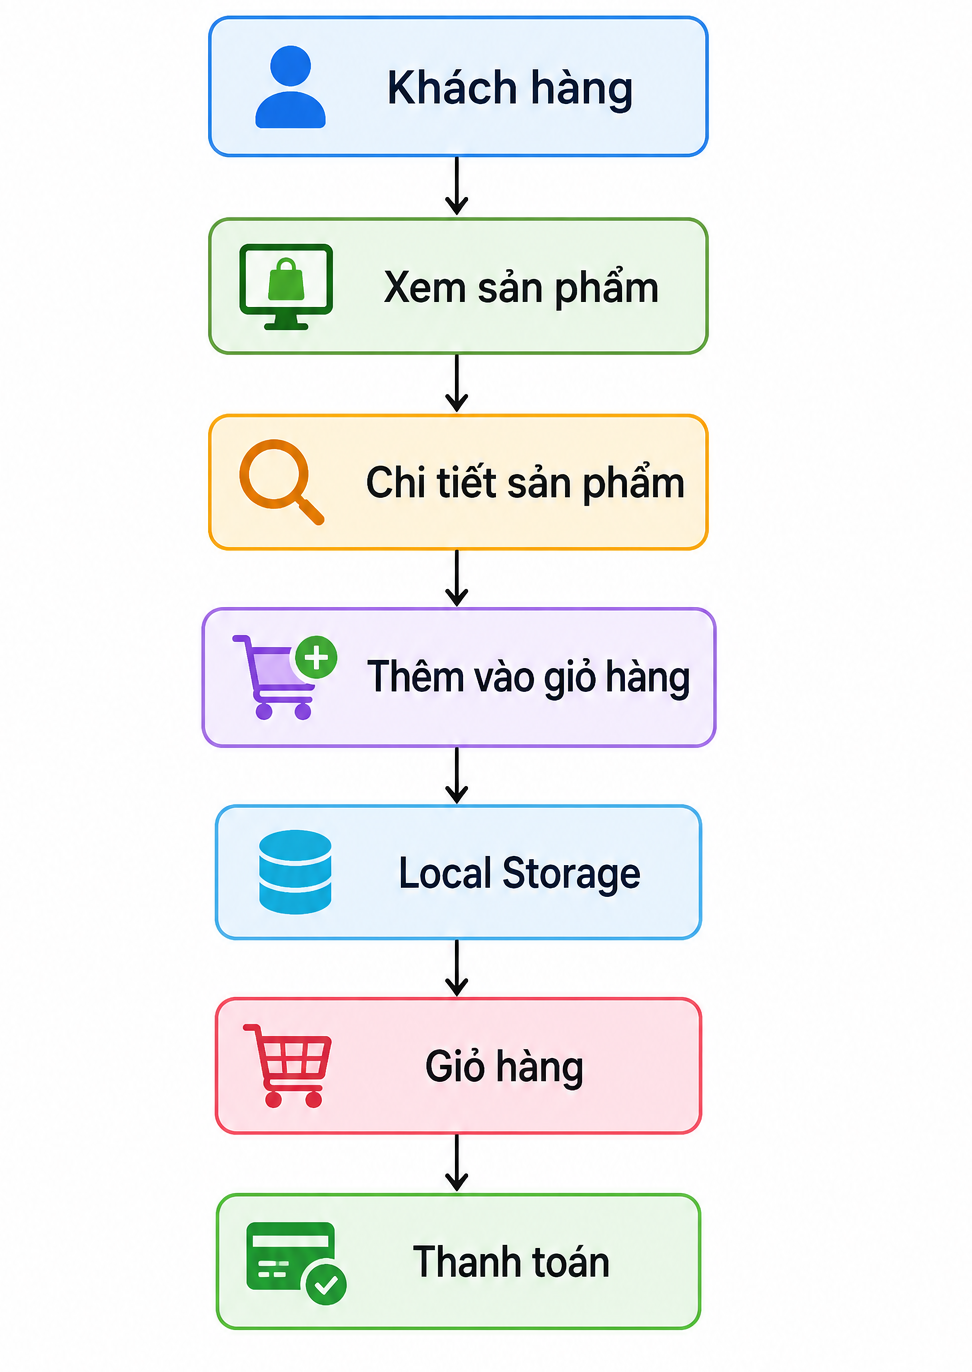 Khách hàng
Xem sản phẩm
Chi tiết sản phẩm
Thêm vào giỏ hàng
Local Storage
Giỏ hàng
Thanh toán